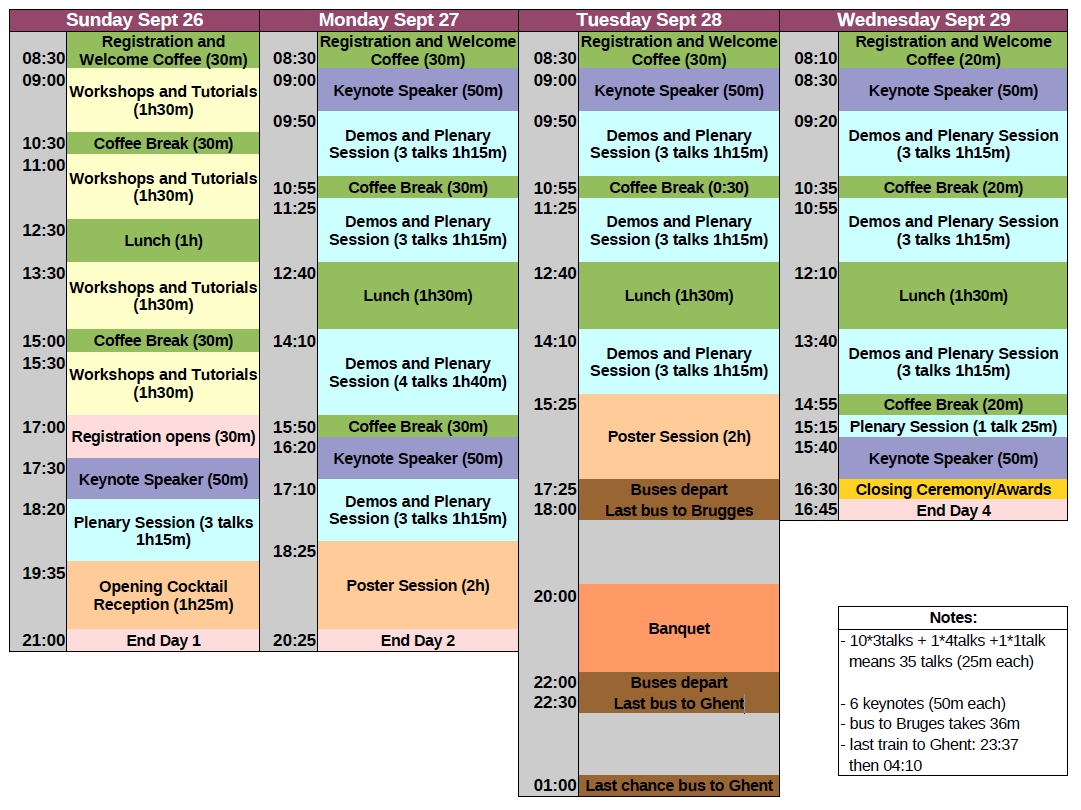 Sunday Sept 26
08:30
Registration and
Welcome Coffee (30m)
09:00
Workshops and Tutorials
(1h30m)
10:30
Coffee Break (30m)
11:00
Workshops and Tutorials
(1h30m)
12:30
Lunch (1h)
13:30
Workshops and Tutorials
(1h30m)
15:00
Coffee Break (30m)
15:30
Workshops and Tutorials
(1h30m)
17:00
Registration opens (30m)
17:30
Keynote Speaker (50m)
18:20
Plenary Session (3 talks
1h15m)
19:35
Opening Cocktail
Reception (1h25m)
21:00
End Day 1
Monday Sept 27
08:30
Registration and Welcome
Coffee (30m)
09:00
Keynote Speaker (50m)
09:50
Demos and Plenary
Session (3 talks 1h15m)
10:55
Coffee Break (30m)
11:25
Demos and Plenary
Session (3 talks 1h15m)
12:40
Lunch (1h30m)
14:10
Demos and Plenary
Session (4 talks 1h40m)
15:50
Coffee Break (30m)
16:20
Keynote Speaker (50m)
17:10
Demos and Plenary
Session (3 talks 1h15m)
18:25
Poster Session (2h)
20:25
End Day 2
Tuesday Sept 28
08:30
Registration and Welcome
Coffee (30m)
09:00
Keynote Speaker (50m)
09:50
Demos and Plenary
Session (3 talks 1h15m)
10:55
Coffee Break (0:30)
11:25
Demos and Plenary
Session (3 talks 1h15m)
12:40
Lunch (1h30m)
14:10
Demos and Plenary
Session (3 talks 1h15m)
15:25
Poster Session (2h)
17:25
Buses depart
18:00
Last bus to Brugges
20:00
Banquet
22:00
Buses depart
22:30
Last bus to Ghent
01:00
Last chance bus to Ghent
Wednesday Sept 29
08:10
Registration and Welcome
Coffee (20m)
08:30
Keynote Speaker (50m)
09:20
Demos and Plenary Session
(3 talks 1h15m)
10:35
Coffee Break (20m)
10:55
Demos and Plenary Session
(3 talks 1h15m)
12:10
Lunch (1h30m)
13:40
Demos and Plenary Session
(3 talks 1h15m)
14:55
Coffee Break (20m)
15:15
Plenary Session (1 talk 25m)
15:40
Keynote Speaker (50m)
16:30
Closing Ceremony/Awards
16:45
End Day 4
Notes:
- 10*3talks + 1*4talks +1*1talk
means 35 talks (25m each)
- 6 keynotes (50m each)
- bus to Bruges takes 36m
- last train to Ghent: 23:37
then 04:10